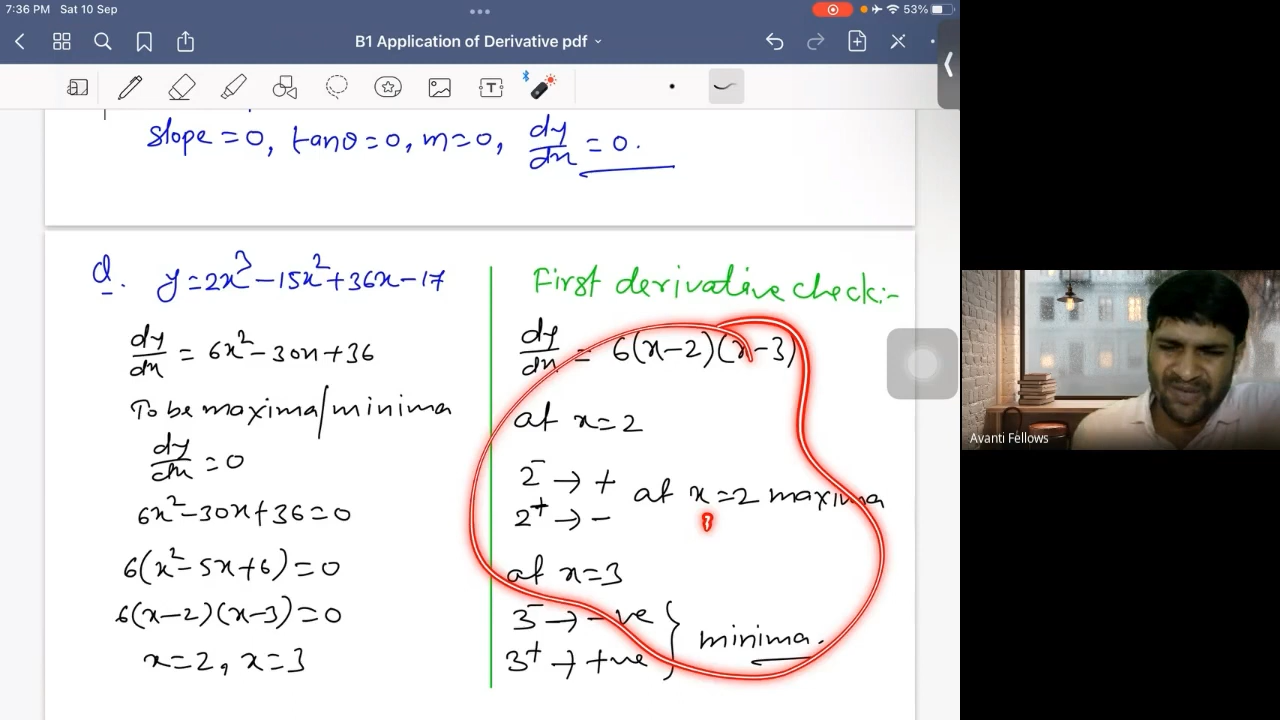 7:36 PM Sat 10 Sep
53%
B1 Application of Derivative pdf
T
Slope = 0, tanθ = 0, m = 0, dy/dx = 0.
Q. y = 2x³ - 15x² + 36x - 17
dy/dx = 6x² - 30x + 36
To be maxima/minima
dy/dx = 0
6x² - 30x + 36 = 0
6(x² - 5x + 6) = 0
6(x-2)(x-3) = 0
x = 2, x = 3
First derivative check:-
dy/dx = 6(x-2)(x-3)
at x = 2
2⁻ → +
2⁺ → -
at x = 2 maxima
at x = 3
3⁻ → -ve
3⁺ → +ve
minima.
Avanti Fellows